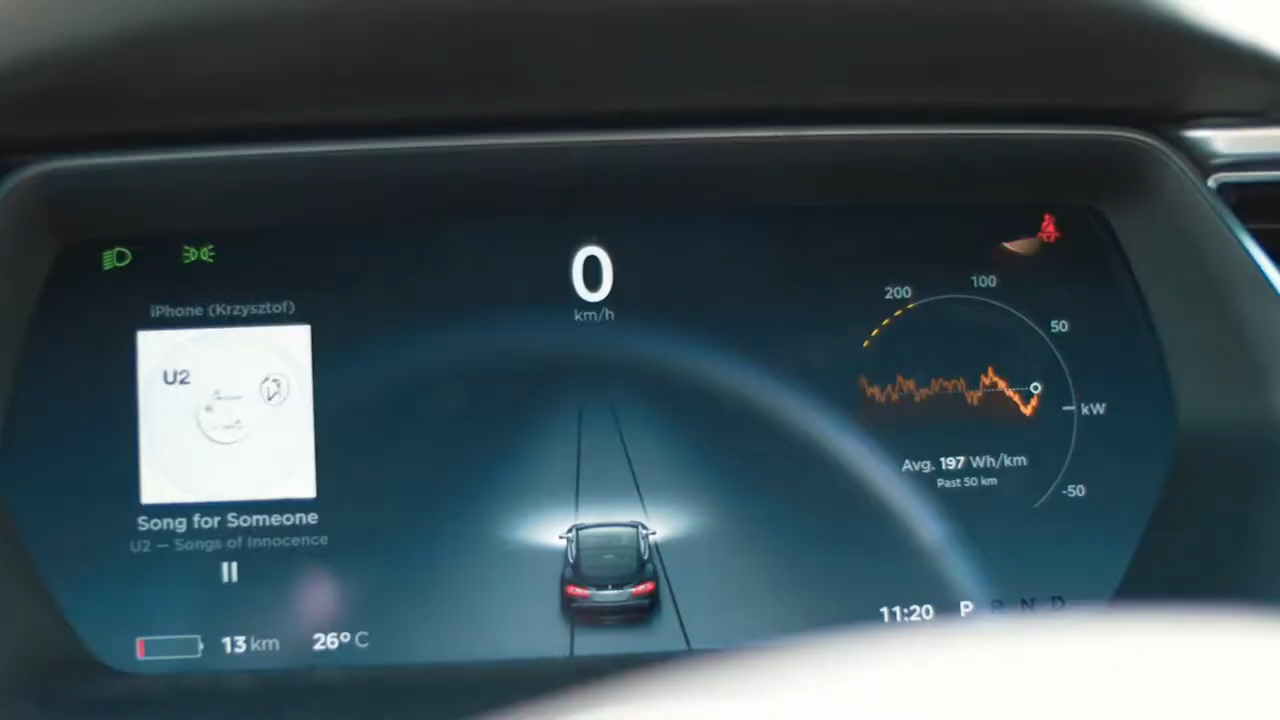 0
km/h
iPhone (Krzysztof)
U2
Song for Someone
U2 — Songs of Innocence
13 km
26° C
200
100
50
kW
-50
Avg. 197 Wh/km
Past 50 km
11:20
P R N D